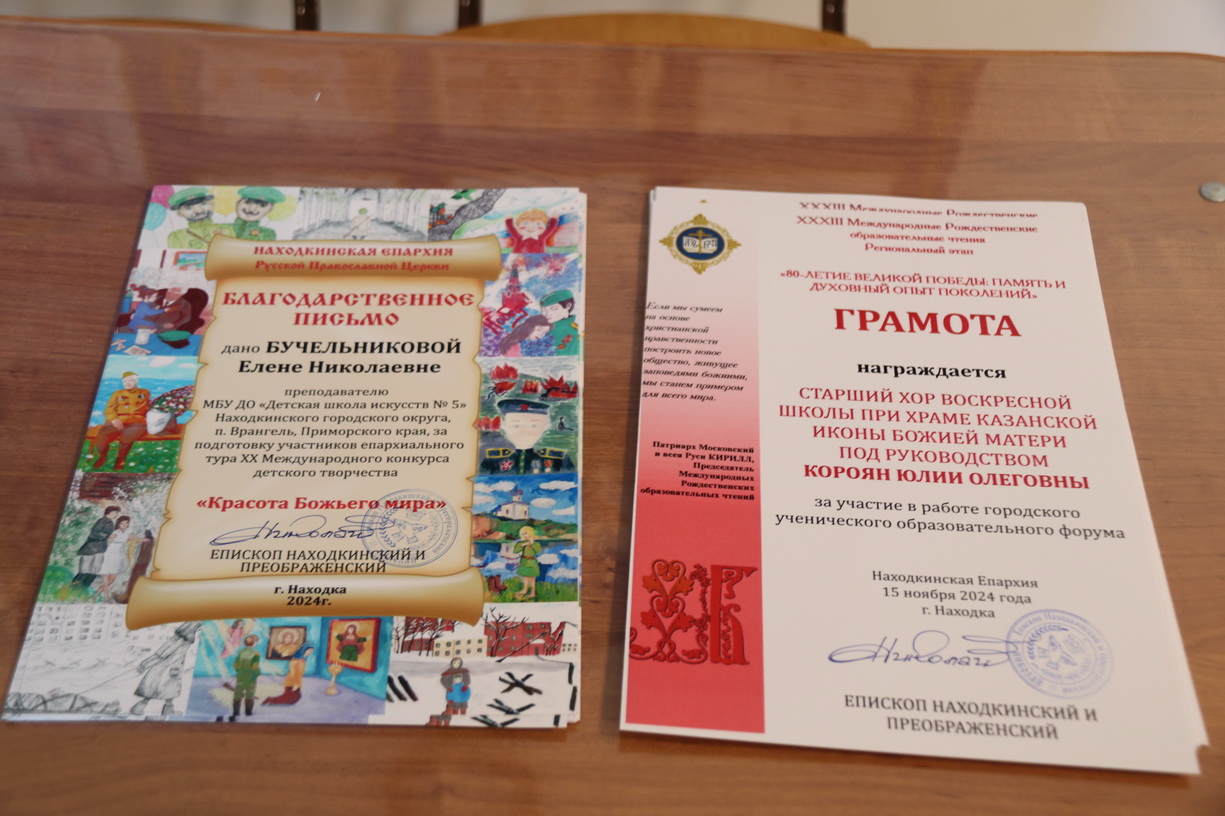 НАХОДКИНСКАЯ ЕПАРХИЯ
Русской Православной Церкви
БЛАГОДАРСТВЕННОЕ
ПИСЬМО
дано БУЧЕЛЬНИКОВОЙ
Елене Николаевне
преподавателю
МБУ ДО «Детская школа искусств № 5»
Находкинского городского округа,
п. Врангель, Приморского края, за
подготовку участников епархиального
тура XX Международного конкурса
детского творчества
«Красота Божьего мира»
ЕПИСКОП НАХОДКИНСКИЙ И
ПРЕОБРАЖЕНСКИЙ
г. Находка
2024г.
XXXIII Международные Рождественские
XXXIII Международные Рождественские
образовательные чтения
Региональный этап
«80-ЛЕТИЕ ВЕЛИКОЙ ПОБЕДЫ: ПАМЯТЬ И
ДУХОВНЫЙ ОПЫТ ПОКОЛЕНИЙ»
ГРАМОТА
награждается
СТАРШИЙ ХОР ВОСКРЕСНОЙ
ШКОЛЫ ПРИ ХРАМЕ КАЗАНСКОЙ
ИКОНЫ БОЖИЕЙ МАТЕРИ
ПОД РУКОВОДСТВОМ
КОРОЯН ЮЛИИ ОЛЕГОВНЫ
за участие в работе городского
ученического образовательного форума
Находкинская Епархия
15 ноября 2024 года
г. Находка
ЕПИСКОП НАХОДКИНСКИЙ И
ПРЕОБРАЖЕНСКИЙ
Если мы сумеем
на основе
христианской
нравственности
построить новое
общество, живущее
заповедями божиими,
мы станем примером
для всего мира.
Патриарх Московский
и всея Руси КИРИЛЛ,
Председатель
Международных
Рождественских
образовательных чтений